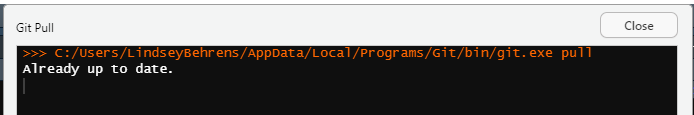 Git Pull
Close
>>> C:/Users/LindseyBehrens/AppData/Local/Programs/Git/bin/git.exe pull
Already up to date.